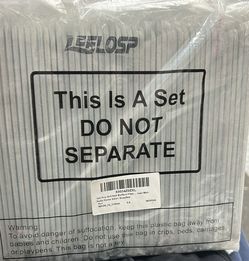 LEELOSP
This Is A Set
DO NOT
SEPARATE
Warning:
To avoid danger of suffocation, keep this plastic bag away from
babies and children. Do not use this bag in cribs, beds, carriages
or playpens. This bag is not a toy.